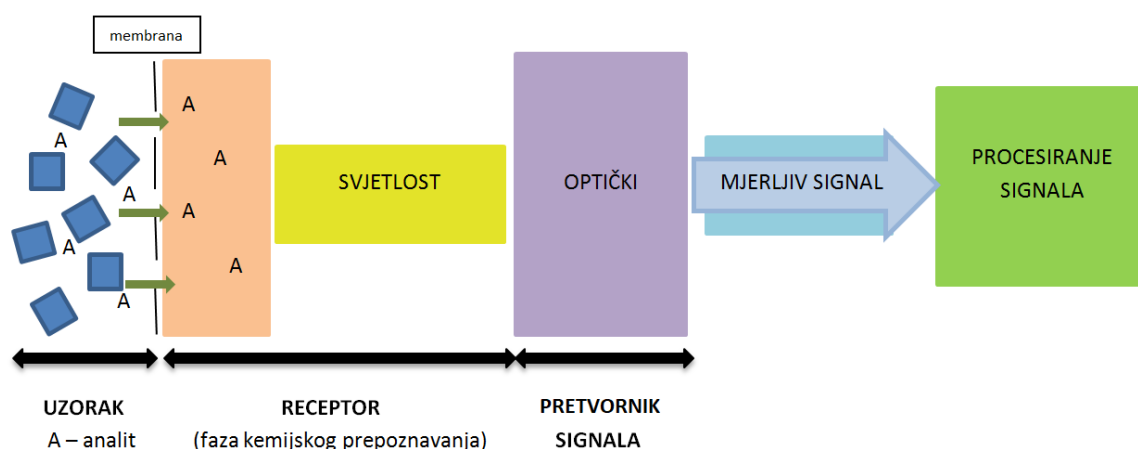 membrana
A
A
A
A
A
A
A
A
SVJETLOST
OPTIČKI
MJERLJIV SIGNAL
PROCESIRANJE
SIGNALA
UZORAK
A – analit
RECEPTOR
(faza kemijskog prepoznavanja)
PRETVORNIK
SIGNALA